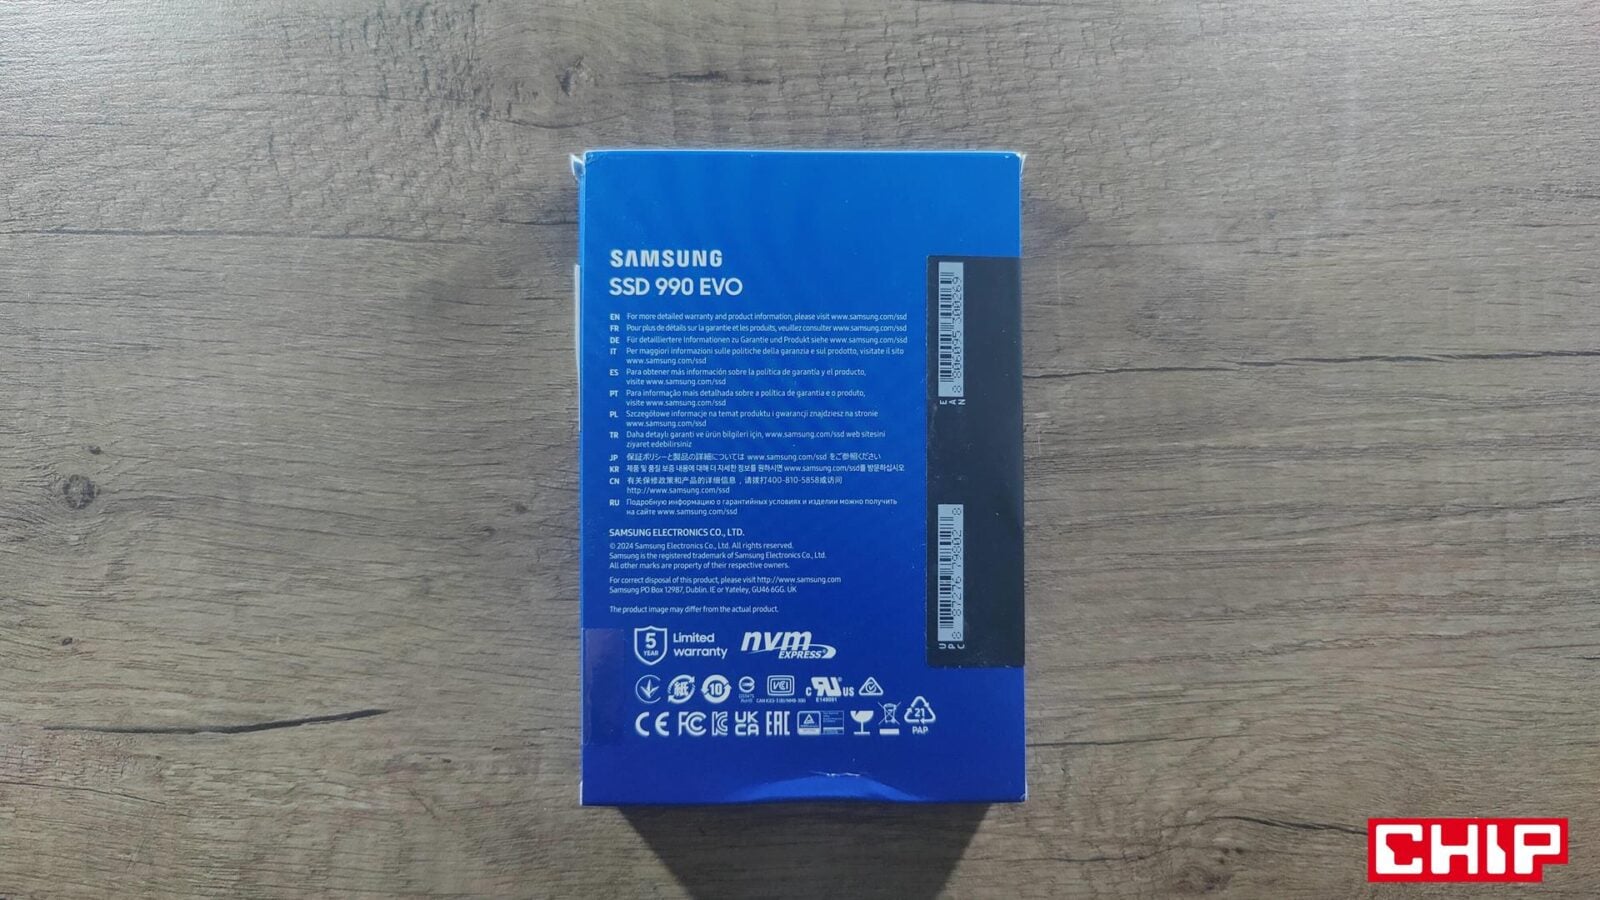 SAMSUNG
SSD 990 EVO
EN For more detailed warranty and product information, please visit www.samsung.com/ssd
FR Pour plus de détails sur la garantie et les produits, veuillez consulter www.samsung.com/ssd
DE Für detailliertere Informationen zu Garantie und Produkt siehe www.samsung.com/ssd
IT Per maggiori informazioni sulle politiche della garanzia e sul prodotto, visitate il sito
www.samsung.com/ssd
ES Para obtener más información sobre la política de garantía y el producto,
visite www.samsung.com/ssd
PT Para informação mais detalhada sobre a política de garantia e o produto,
visite www.samsung.com/ssd
PL Szczegółowe informacje na temat produktu i gwarancji znajdziesz na stronie
www.samsung.com/ssd
TR Daha detaylı garanti ve ürün bilgileri için, www.samsung.com/ssd web sitesini
ziyaret edebilirsiniz
JP 保証ポリシーと製品の詳細については www.samsung.com/ssd をご参照ください
KR 제품 및 품질 보증 내용에 대해 더 자세한 정보를 원하시면 www.samsung.com/ssd를 방문하십시오
CN 有关保修政策和产品的详细信息，请拨打400-810-5858或访问
http://www.samsung.com/ssd
RU Подробную информацию о гарантийных условиях и изделии можно получить
на сайте www.samsung.com/ssd
SAMSUNG ELECTRONICS CO., LTD.
© 2024 Samsung Electronics Co., Ltd. All rights reserved.
Samsung is the registered trademark of Samsung Electronics Co., Ltd.
All other marks are property of their respective owners.
For correct disposal of this product, please visit http://www.samsung.com
Samsung PO Box 12987, Dublin. IE or Yateley, GU46 6GG. UK
The product image may differ from the actual product.
5 YEAR Limited warranty
nvm EXPRESS
紙 10 VCI c RU US
CE FC UK CA EAC 21
PAP
EAN 8 806095 300269
UPC 8 87276 79802 8
CHIP